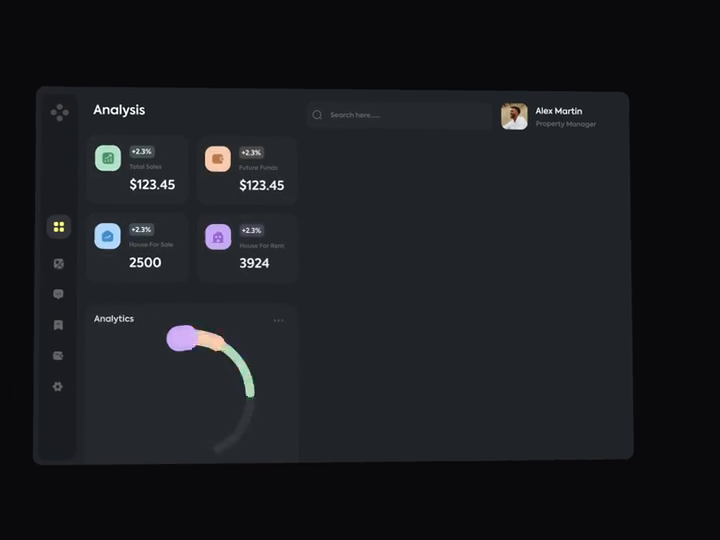 Analysis
Search here.....
Alex Martin
Property Manager
+2.3%
Total Sales
$123.45
+2.3%
Future Funds
$123.45
+2.3%
House For Sale
2500
+2.3%
House For Rent
3924
Analytics